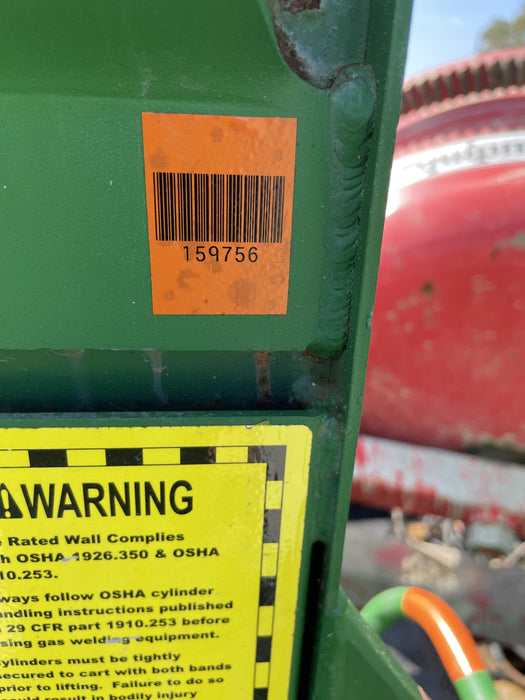 159756
WARNING
Rated Wall Complies
OSHA 1926.350 & OSHA
10.253.
ways follow OSHA cylinder
ndling instructions published
29 CFR part 1910.253 before
sing gas welding equipment.
ylinders must be tightly
secured to cart with both bands
prior to lifting. Failure to do so
could result in bodily injury